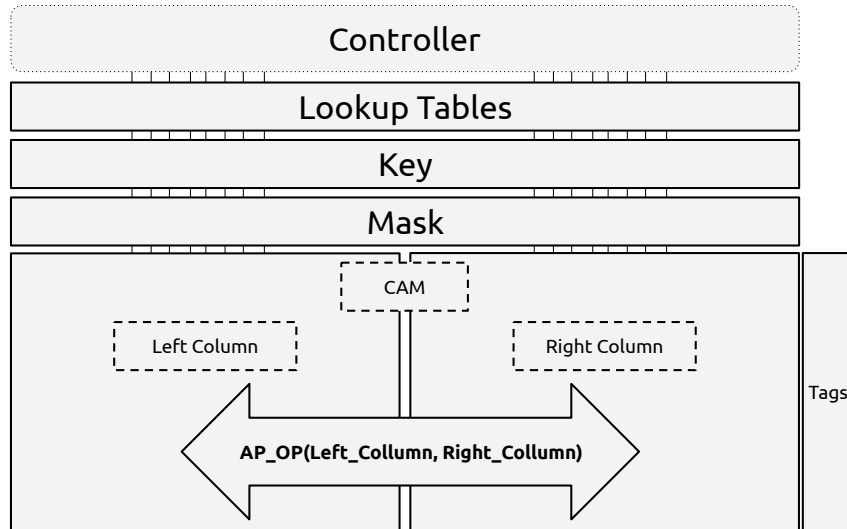 Controller
Lookup Tables
Key
Mask
CAM
Left Column
Right Column
Tags
AP_OP(Left_Collumn, Right_Collumn)